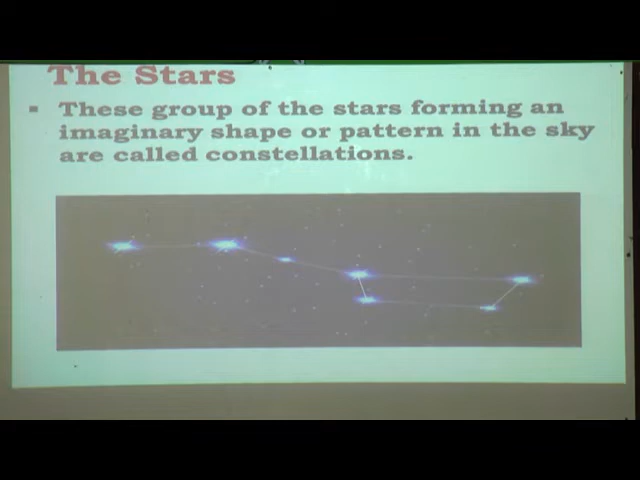 The Stars
▪ These group of the stars forming an
imaginary shape or pattern in the sky
are called constellations.